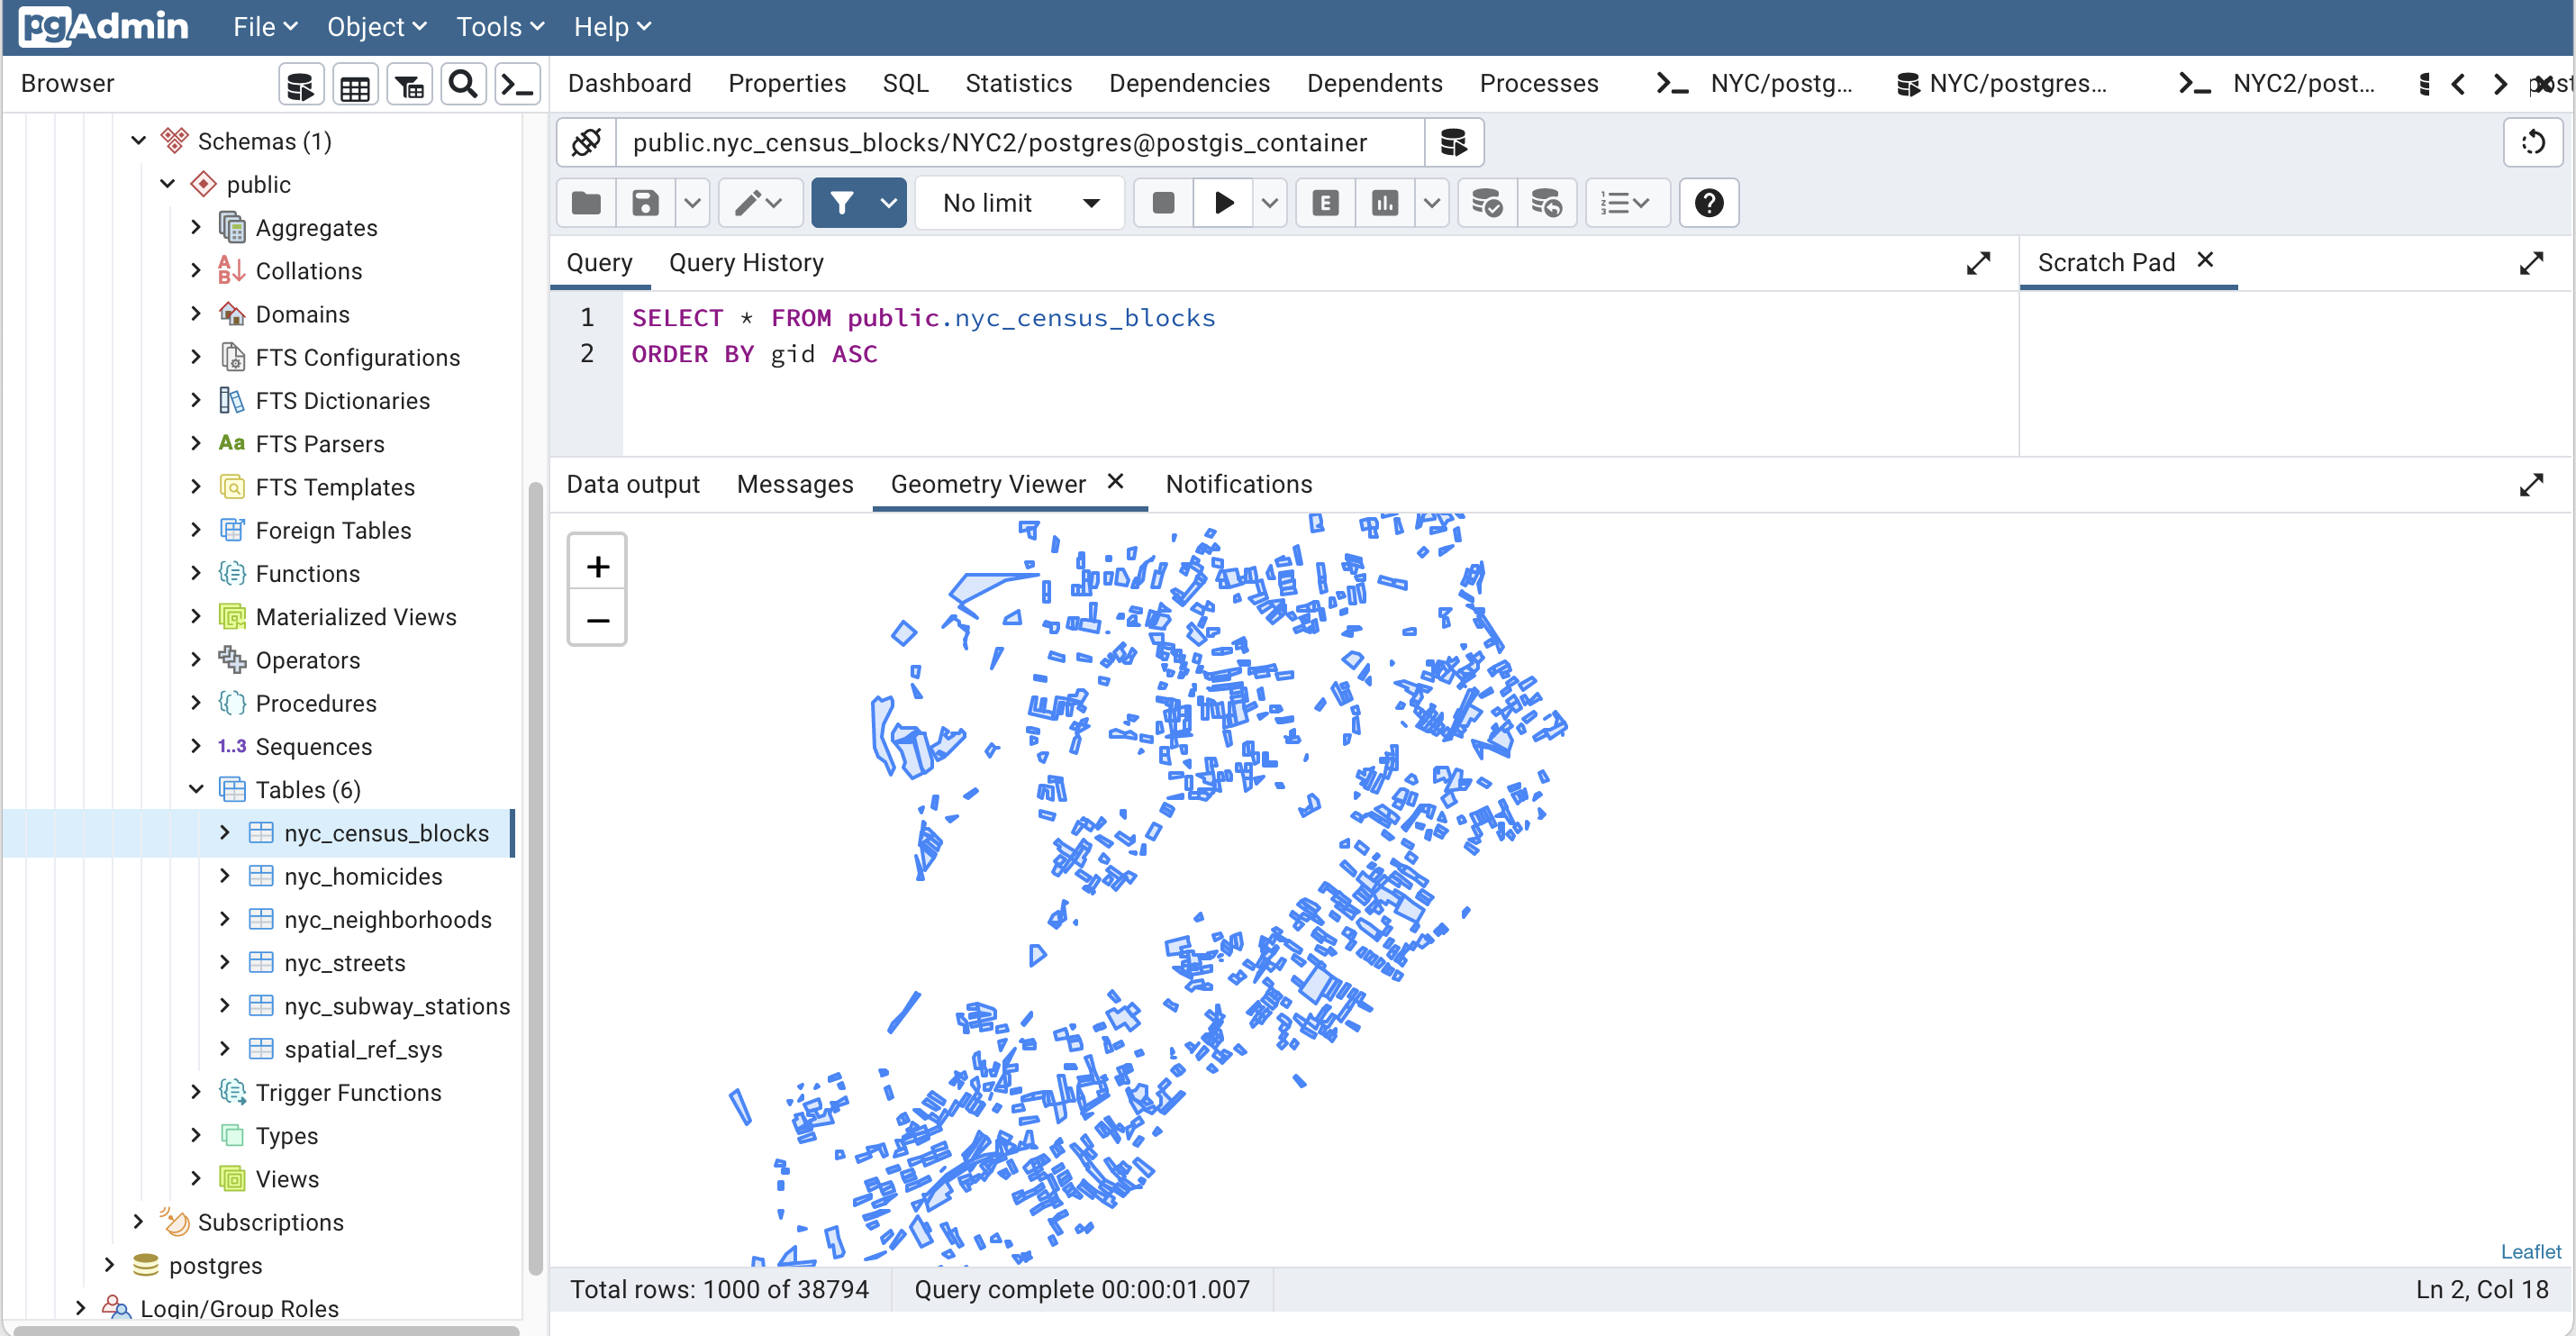 pgAdmin File Object Tools Help
Browser
Dashboard Properties SQL Statistics Dependencies Dependents Processes NYC/postg... NYC/postgres... NYC2/post...
public.nyc_census_blocks/NYC2/postgres@postgis_container
No limit
Query Query History
Scratch Pad
1 SELECT * FROM public.nyc_census_blocks
2 ORDER BY gid ASC
Data output Messages Geometry Viewer Notifications
+
−
Schemas (1)
public
Aggregates
Collations
Domains
FTS Configurations
FTS Dictionaries
Aa FTS Parsers
FTS Templates
Foreign Tables
Functions
Materialized Views
Operators
Procedures
1..3 Sequences
Tables (6)
nyc_census_blocks
nyc_homicides
nyc_neighborhoods
nyc_streets
nyc_subway_stations
spatial_ref_sys
Trigger Functions
Types
Views
Subscriptions
postgres
Login/Group Roles
Leaflet
Total rows: 1000 of 38794 Query complete 00:00:01.007 Ln 2, Col 18